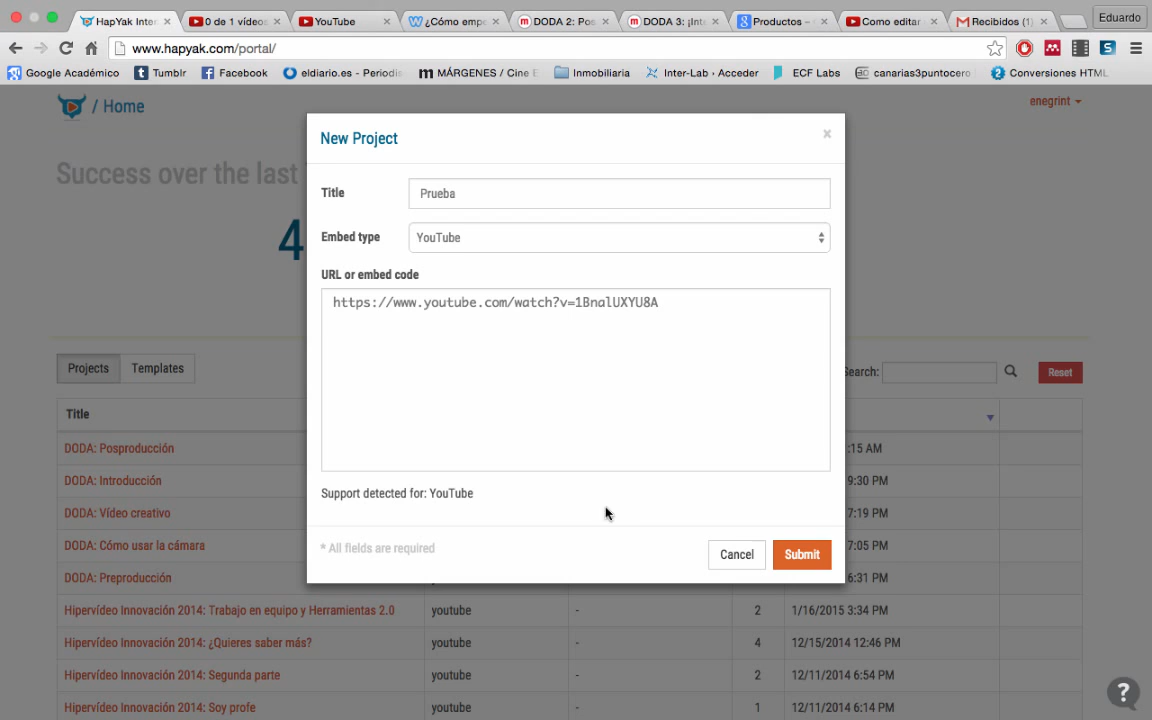 HapYak Inter
0 de 1 vídeos
YouTube
¿Cómo emp
DODA 2: Pos
DODA 3: ¡Int
Productos –
Como editar
Recibidos (1)
Eduardo
www.hapyak.com/portal/
Google Académico
Tumblr
Facebook
eldiario.es - Periodis
MÁRGENES / Cine E
Inmobiliaria
Inter-Lab › Acceder
ECF Labs
canarias3puntocero
Conversiones HTML
/ Home
enegrint
Success over the last
4
New Project
×
Title
Prueba
Embed type
YouTube
URL or embed code
https://www.youtube.com/watch?v=1BnalUXYU8A
Support detected for: YouTube
* All fields are required
Cancel
Submit
Projects
Templates
Search:
Reset
Title
DODA: Posproducción
:15 AM
DODA: Introducción
9:30 PM
DODA: Vídeo creativo
7:19 PM
DODA: Cómo usar la cámara
7:05 PM
DODA: Preproducción
6:31 PM
Hipervídeo Innovación 2014: Trabajo en equipo y Herramientas 2.0 youtube - 2 1/16/2015 3:34 PM
Hipervídeo Innovación 2014: ¿Quieres saber más? youtube - 4 12/15/2014 12:46 PM
Hipervídeo Innovación 2014: Segunda parte youtube - 2 12/11/2014 6:54 PM
Hipervídeo Innovación 2014: Soy profe youtube - 1 12/11/2014 6:14 PM
?